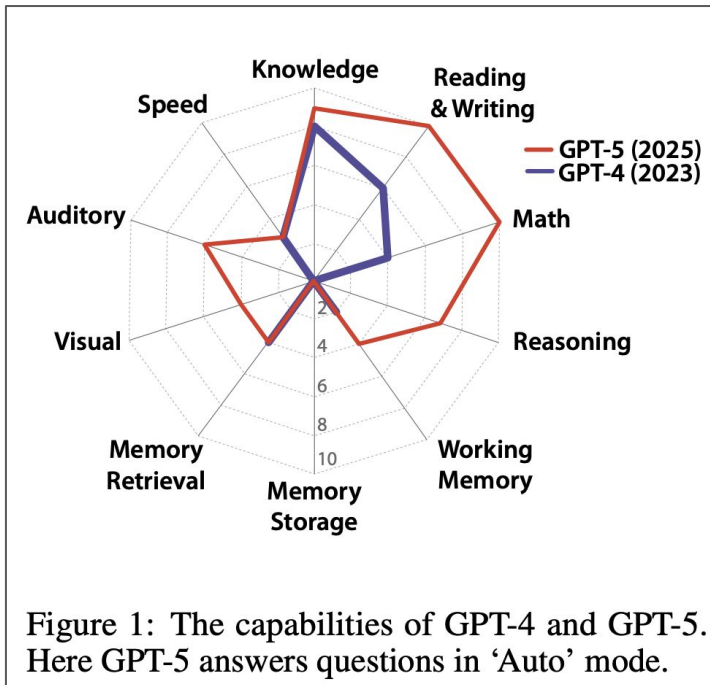 Knowledge
Reading
& Writing
Speed
GPT-5 (2025)
GPT-4 (2023)
Auditory
Math
2
Visual
4
Reasoning
6
8
Memory
Retrieval
10
Working
Memory
Memory
Storage
Figure 1: The capabilities of GPT-4 and GPT-5.
Here GPT-5 answers questions in ‘Auto’ mode.